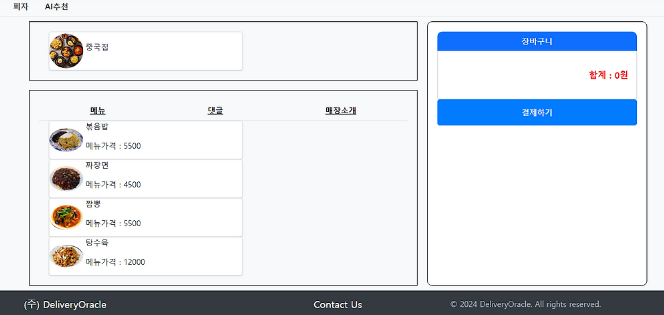 피자 AI추천
중국집
메뉴 댓글 매장소개
볶음밥
메뉴가격 : 5500
짜장면
메뉴가격 : 4500
짬뽕
메뉴가격 : 5500
탕수육
메뉴가격 : 12000
장바구니
합계 : 0원
결제하기
(주) DeliveryOracle Contact Us © 2024 DeliveryOracle. All rights reserved.